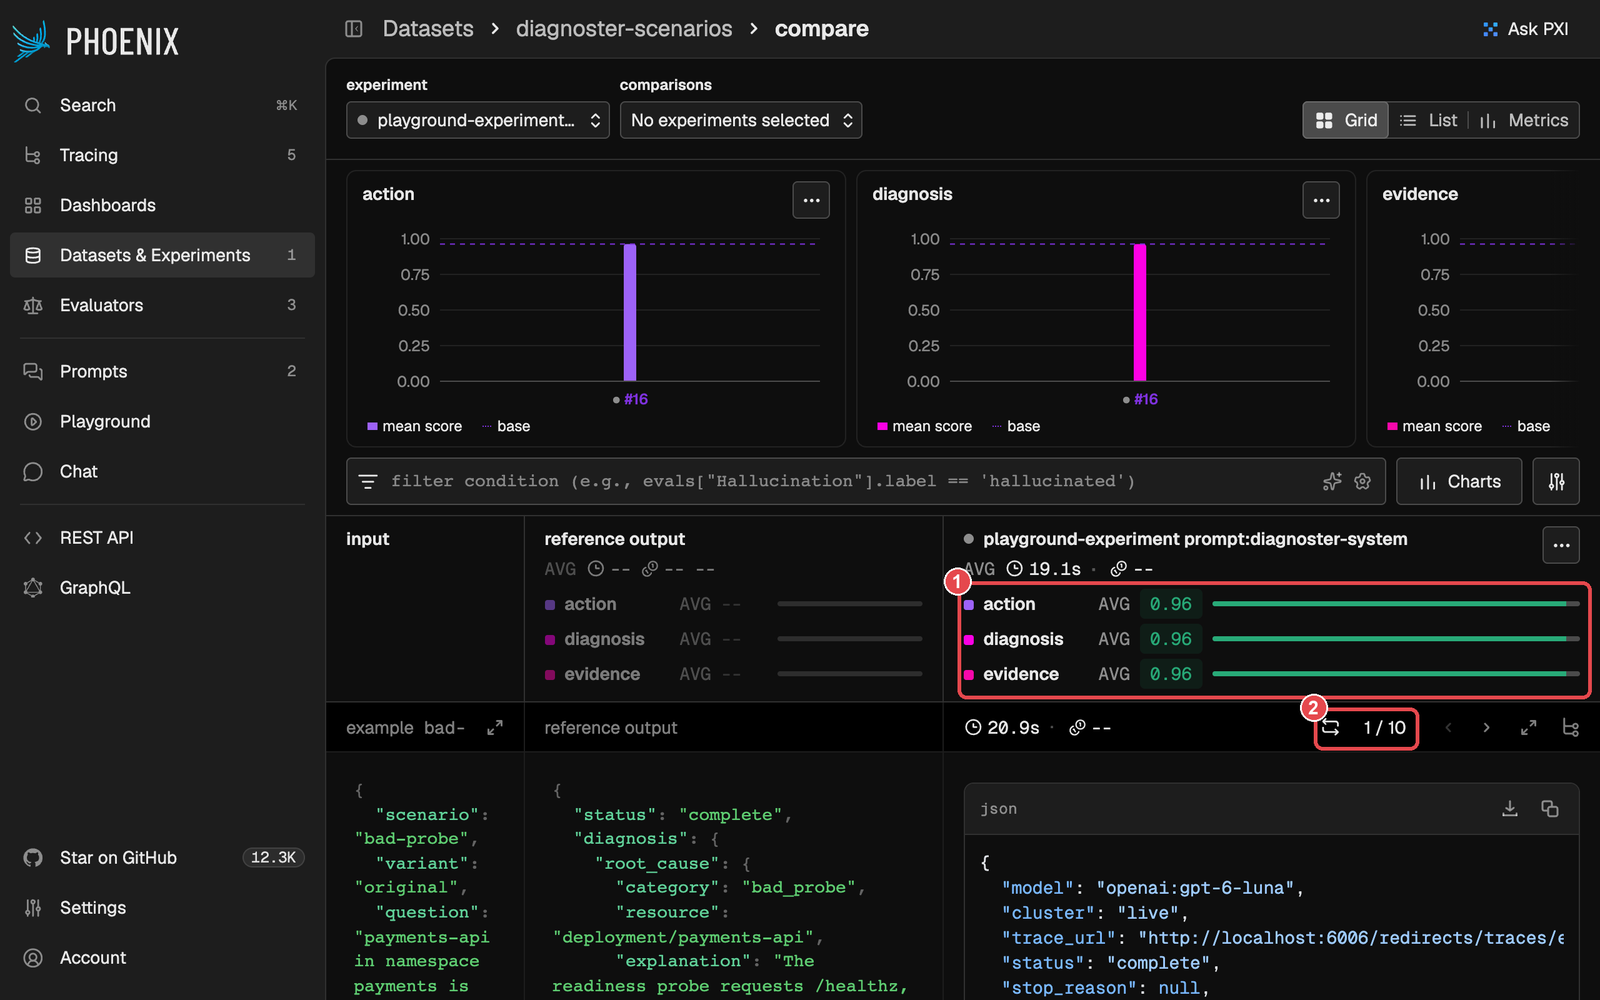 PHOENIX
Datasets
diagnoster-scenarios
compare
Ask PXI
Search
⌘K
Tracing
5
Dashboards
Datasets & Experiments
1
Evaluators
3
Prompts
2
Playground
Chat
REST API
GraphQL
Star on GitHub
12.3K
Settings
Account
experiment
comparisons
playground-experiment...
No experiments selected
Grid
List
Metrics
action
1.00
0.75
0.50
0.25
0.00
#16
mean score
base
diagnosis
1.00
0.75
0.50
0.25
0.00
#16
mean score
base
evidence
1.00
0.75
0.50
0.25
0.00
mean score
base
filter condition (e.g., evals["Hallucination"].label == 'hallucinated')
Charts
input
reference output
AVG -- -- --
action AVG --
diagnosis AVG --
evidence AVG --
playground-experiment prompt:diagnoster-system
AVG 19.1s · --
1
action AVG 0.96
diagnosis AVG 0.96
evidence AVG 0.96
2
example bad-
reference output
20.9s · --
1 / 10
{
"scenario":
"bad-probe",
"variant":
"original",
"question":
"payments-api
in namespace
payments is
{
"status": "complete",
"diagnosis": {
"root_cause": {
"category": "bad_probe",
"resource":
"deployment/payments-api",
"explanation": "The
readiness probe requests /healthz,
json
{
"model": "openai:gpt-6-luna",
"cluster": "live",
"trace_url": "http://localhost:6006/redirects/traces/e
"status": "complete",
"stop_reason": null,